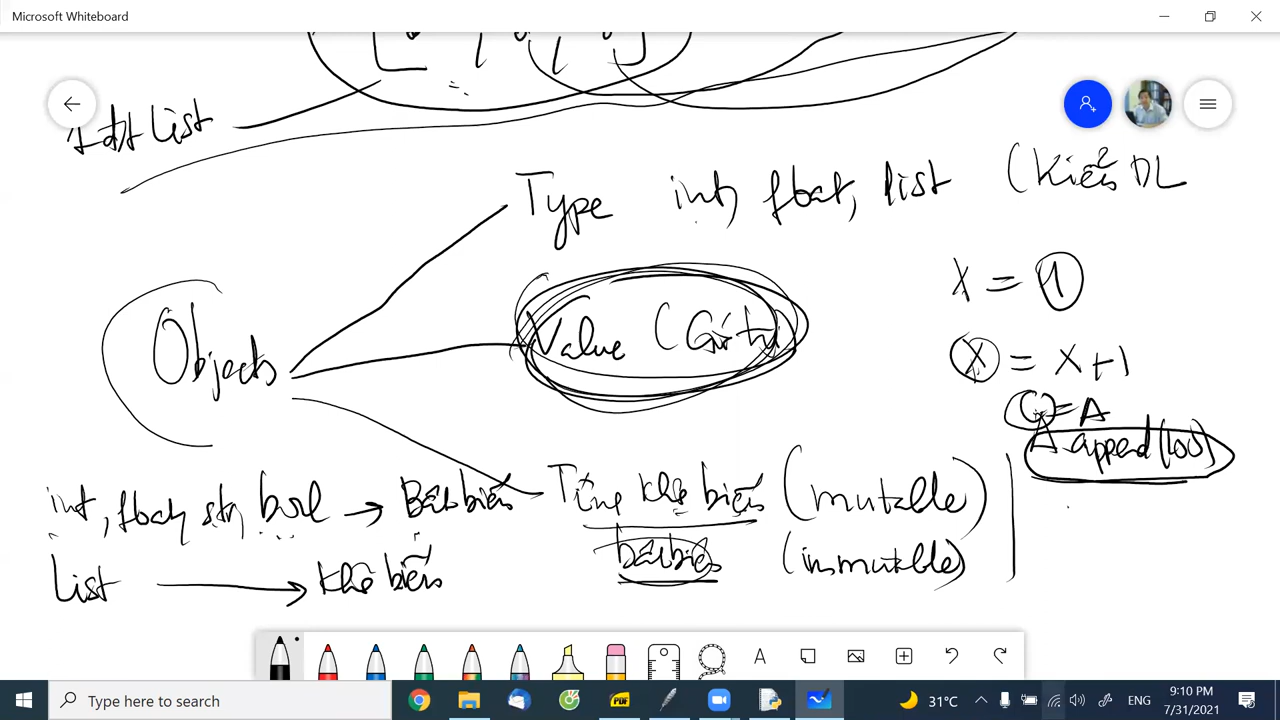 Microsoft Whiteboard
List
Type int, float, list (Kiểu DL
X = 1
Objects
Value (Giá trị)
X = X+1
C = A
A.append(100)
int, float, str, bool → Bất biến
Tính khả biến (mutable)
bất biến (immutable)
List → khả biến
Type here to search
PDF
31°C
ENG
9:10 PM
7/31/2021